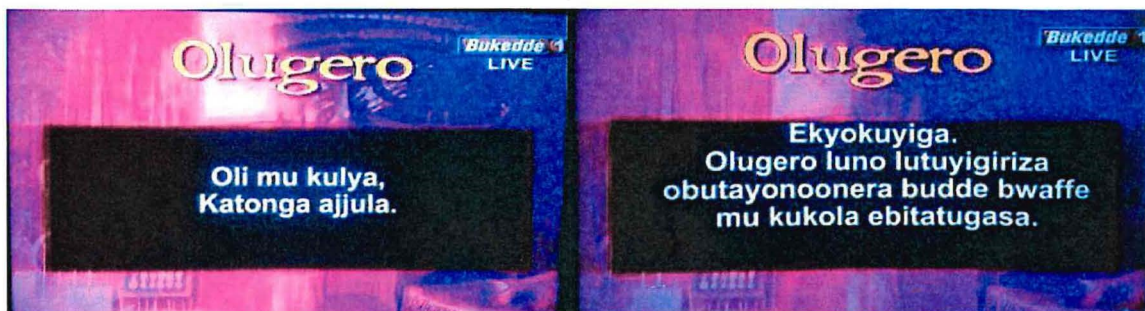 Olugero
Bukedde 1
LIVE
Oli mu kulya,
Katonga ajjula.
Olugero
Bukedde 1
LIVE
Ekyokuyiga.
Olugero luno lutuyigiriza
obutayonoonera budde bwaffe
mu kukola ebitatugasa.